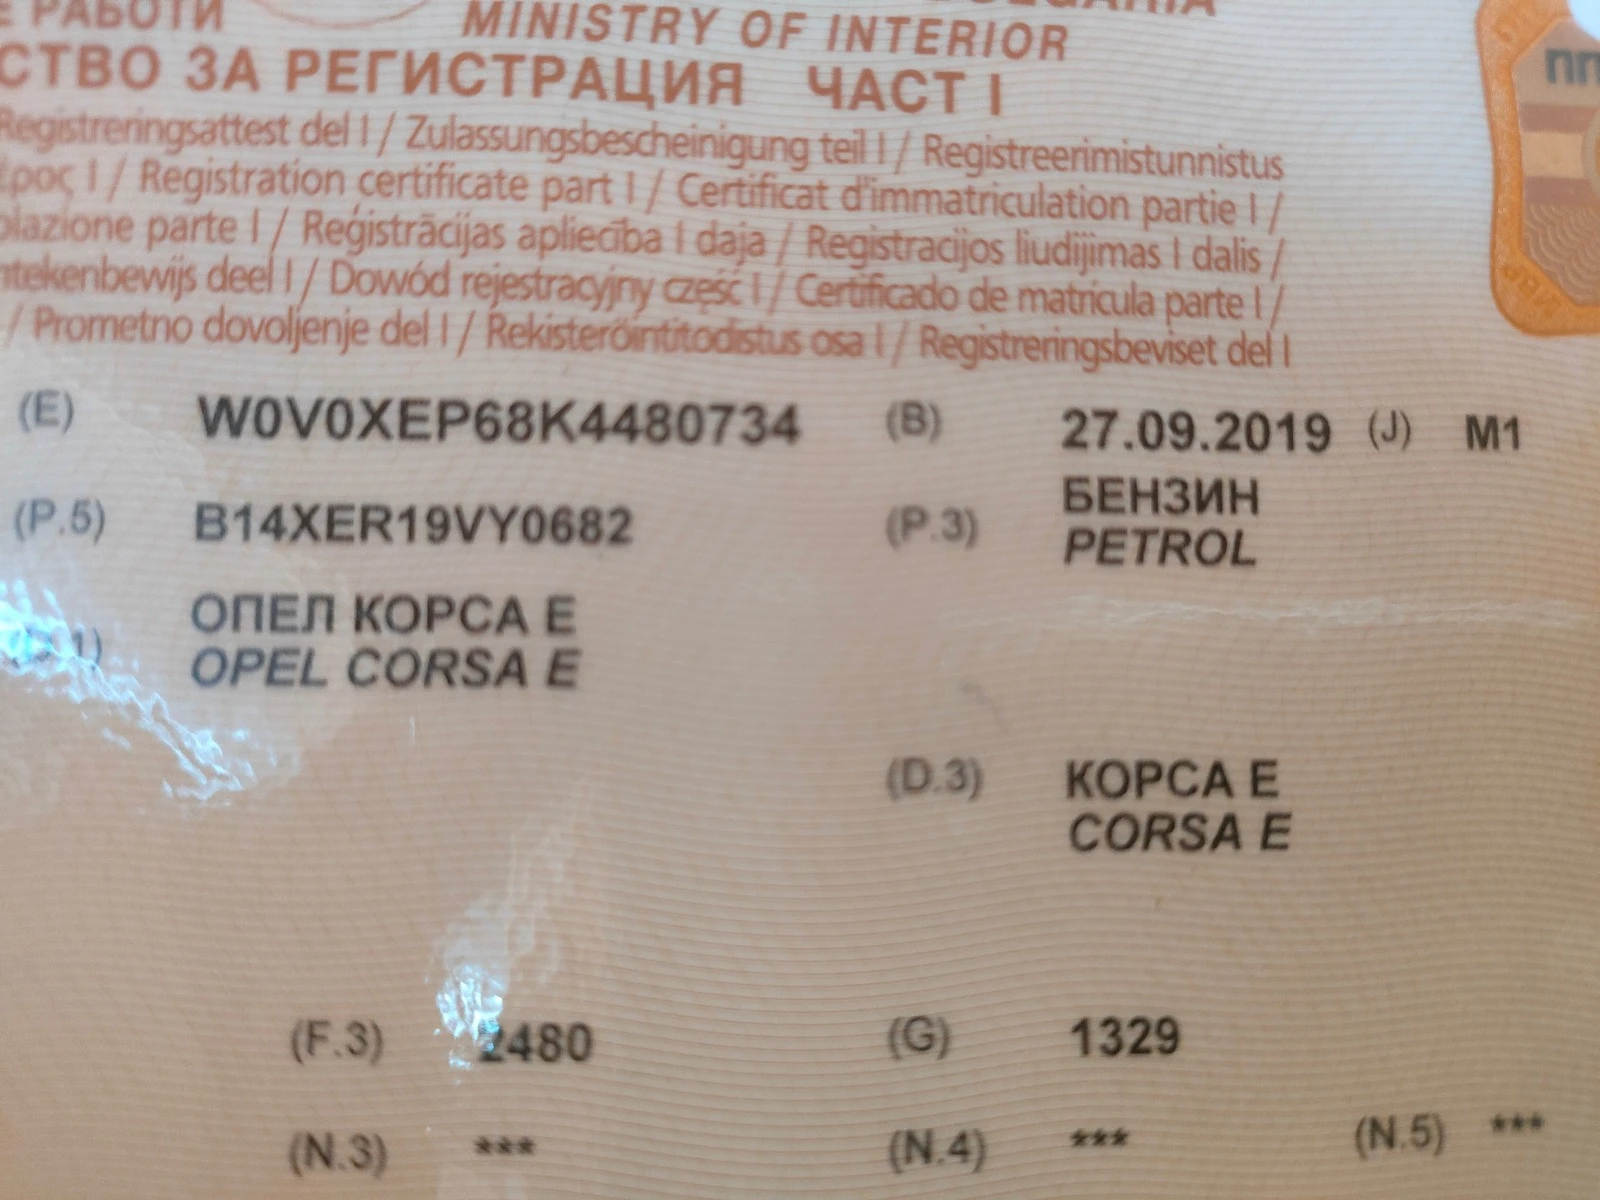 РАБОТИ
MINISTRY OF INTERIOR
СТВО ЗА РЕГИСТРАЦИЯ ЧАСТ I
Registreringsattest del I / Zulassungsbescheinigung teil I / Registreerimistunnistus
I / Registration certificate part I / Certificat d'immatriculation partie I /
parte I / Reģistrācijas apliecība I daja / Registracijos liudijimas I dalis /
ntekenbewijs deel I / Dowód rejestracyjny część I / Certificado de matrícula parte I /
/ Prometno dovoljenje del I / Rekisteröintitodistus osa I / Registreringsbeviset del I
(E) W0V0XEP68K4480734 (B) 27.09.2019 (J) M1
(P.5) B14XER19VY0682 (P.3) БЕНЗИН
PETROL
ОПЕЛ КОРСА Е
OPEL CORSA E
(D.3) КОРСА Е
CORSA E
(F.3) 2480 (G) 1329
(N.3) *** (N.4) *** (N.5) ***